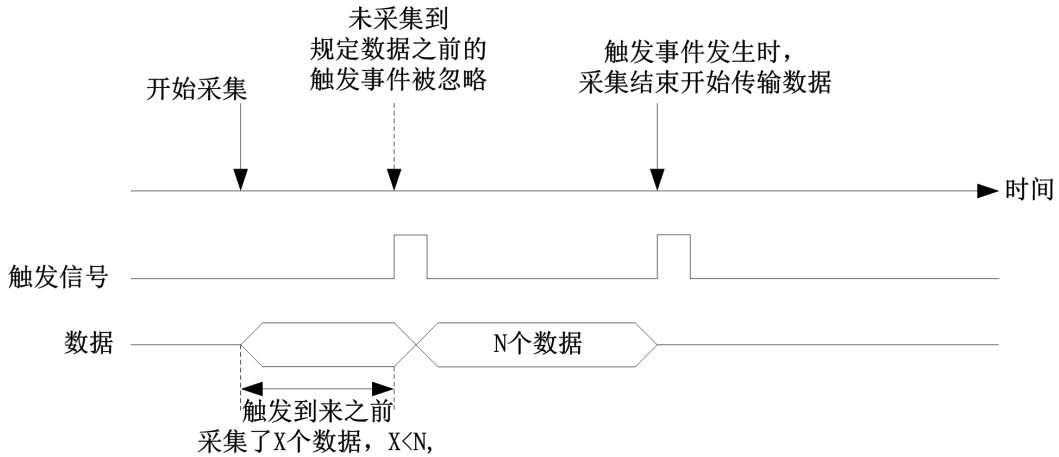 未采集到
规定数据之前的
触发事件被忽略
触发事件发生时，
采集结束开始传输数据
开始采集
时间
触发信号
数据
N个数据
触发到来之前
采集了X个数据，X<N,